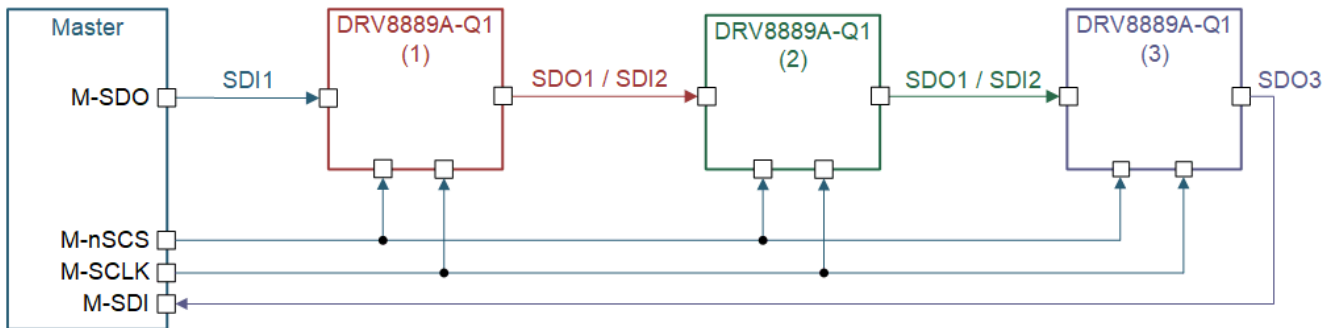 Master
DRV8889A-Q1
(1)
DRV8889A-Q1
(2)
DRV8889A-Q1
(3)
M-SDO
SDI1
SDO1 / SDI2
SDO1 / SDI2
SDO3
M-nSCS
M-SCLK
M-SDI